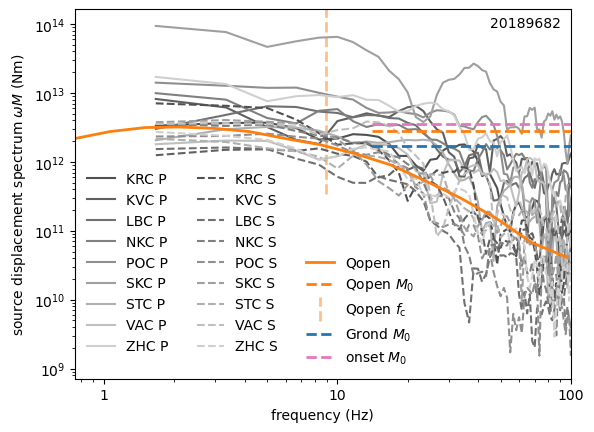 20189682
source displacement spectrum ωM (Nm)
10¹⁴
10¹³
10¹²
10¹¹
10¹⁰
10⁹
KRC P
KVC P
LBC P
NKC P
POC P
SKC P
STC P
VAC P
ZHC P
KRC S
KVC S
LBC S
NKC S
POC S
SKC S
STC S
VAC S
ZHC S
Qopen
Qopen M₀
Qopen f_c
Grond M₀
onset M₀
1
10
100
frequency (Hz)